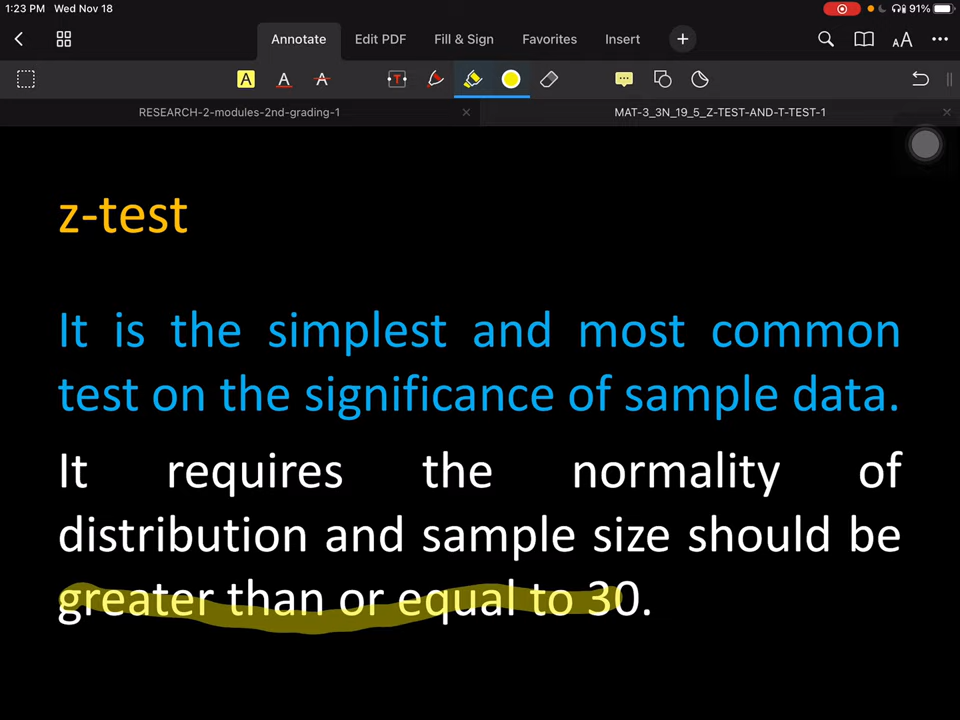 1:23 PM Wed Nov 18
91%
Annotate Edit PDF Fill & Sign Favorites Insert
AA
A A A T
RESEARCH-2-modules-2nd-grading-1 MAT-3_3N_19_5_Z-TEST-AND-T-TEST-1
z-test
It is the simplest and most common
test on the significance of sample data.
It requires the normality of
distribution and sample size should be
greater than or equal to 30.